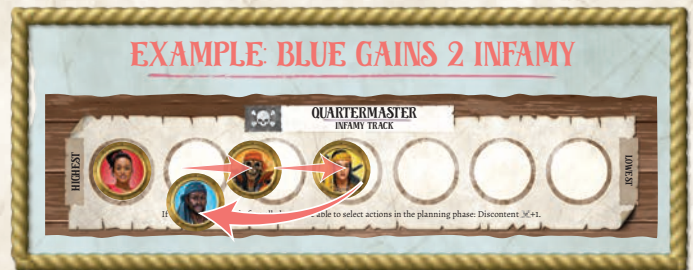 EXAMPLE: BLUE GAINS 2 INFAMY
QUARTERMASTER
INFAMY TRACK
HIGHEST
LOWEST
If able to select actions in the planning phase: Discontent +1.